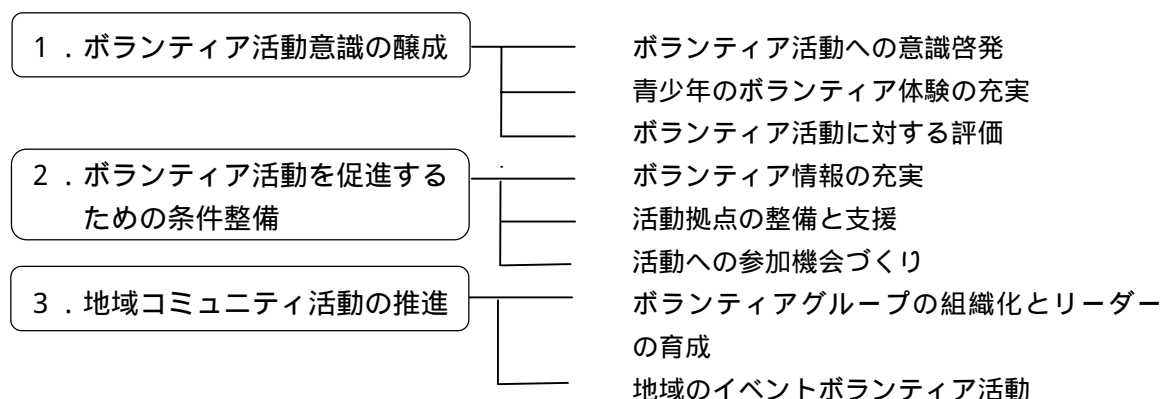 1．ボランティア活動意識の醸成
ボランティア活動への意識啓発
青少年のボランティア体験の充実
ボランティア活動に対する評価
2．ボランティア活動を促進する
ための条件整備
ボランティア情報の充実
活動拠点の整備と支援
活動への参加機会づくり
3．地域コミュニティ活動の推進
ボランティアグループの組織化とリーダー
の育成
地域のイベントボランティア活動